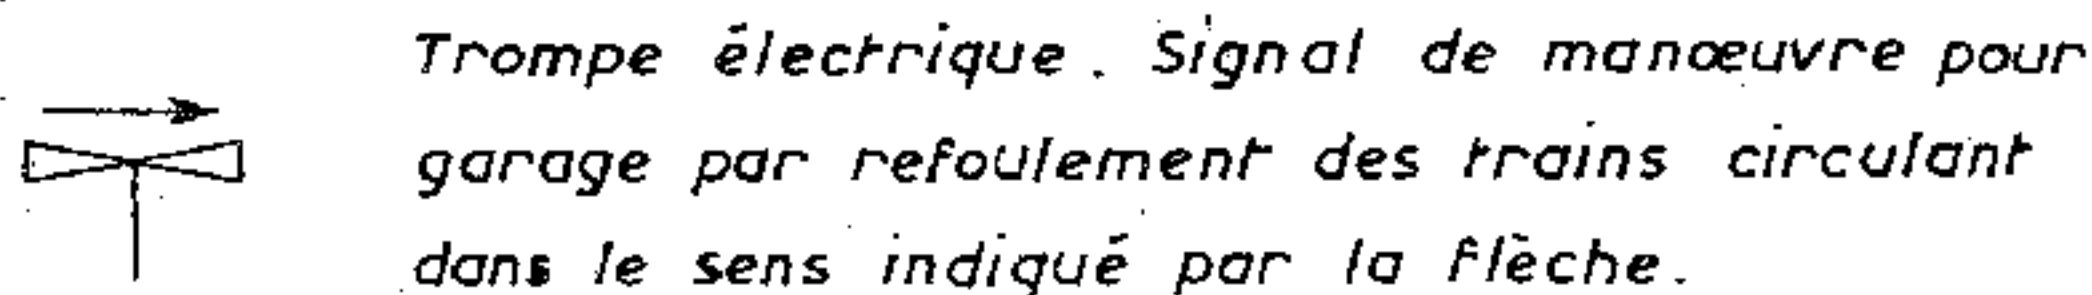 Trompe électrique. Signal de manœuvre pour
garage par refoulement des trains circulant
dans le sens indiqué par la flèche.